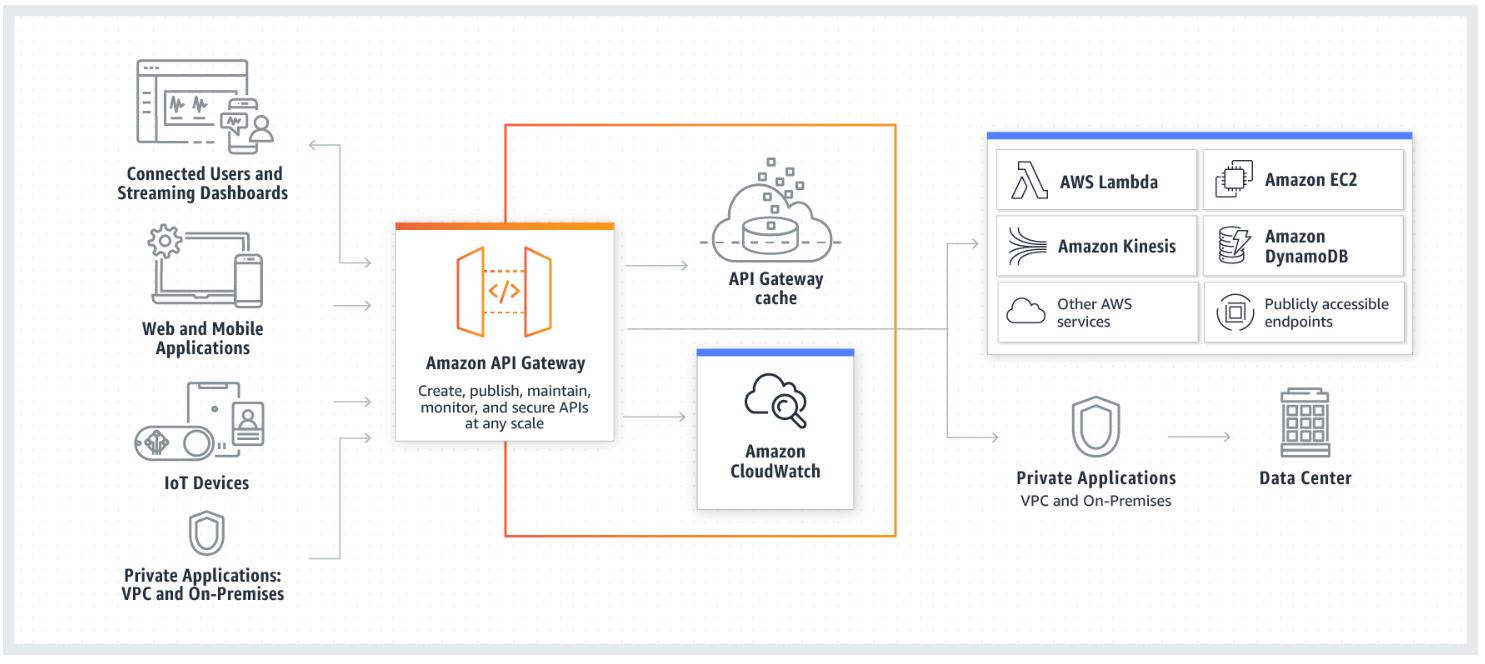 Connected Users and
Streaming Dashboards
Web and Mobile
Applications
IoT Devices
Private Applications:
VPC and On-Premises
</>
Amazon API Gateway
Create, publish, maintain,
monitor, and secure APIs
at any scale
API Gateway
cache
Amazon
CloudWatch
AWS Lambda
Amazon EC2
Amazon Kinesis
Amazon
DynamoDB
Other AWS
services
Publicly accessible
endpoints
Private Applications
VPC and On-Premises
Data Center